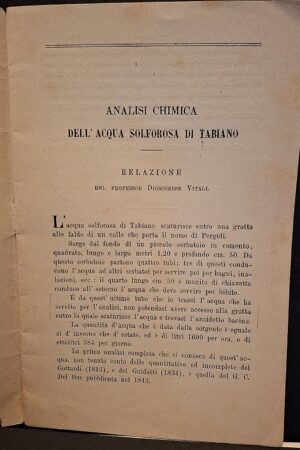 ANALISI CHIMICA
DELL'ACQUA SOLFOROSA DI TABIANO
RELAZIONE
DEL PROFESSOR DIOSCORIDE VITALI.
L'acqua solforosa di Tabiano scaturisce entro una grotta
alle falde di un colle che porta il nome di Pergoli.
Sorge dal fondo di un piccolo serbatoio in cemento,
quadrato, lungo e largo metri 1,20 e profondo cm. 50. Da
questo serbatoio partono quattro tubi; tre di questi condu-
cono l'acqua ad altri serbatoi per servire poi per bagni, ina-
lazioni, ecc.; il quarto lungo cm. 50 e munito di chiavetta
conduce all'esterno l'acqua che deve servire per bibite.
È da quest'ultimo tubo che io trassi l'acqua che ha
servito per l'analisi, non potendosi avere accesso alla grotta
entro la quale scaturisce l'acqua e trovasi l'anzidetto bacino.
La quantità d'acqua che è data dalla sorgente è eguale
sì d'inverno che d'estate, ed è di litri 1600 per ora, o di
ettolitri 384 per giorno.
La prima analisi completa che si conosca di quest'ac-
qua, non tenuto conto delle quantitative ed incomplete del
Gottardi (1813), e del Guidotti (1834), è quella del G. C.
Del Bue pubblicata nel 1843.